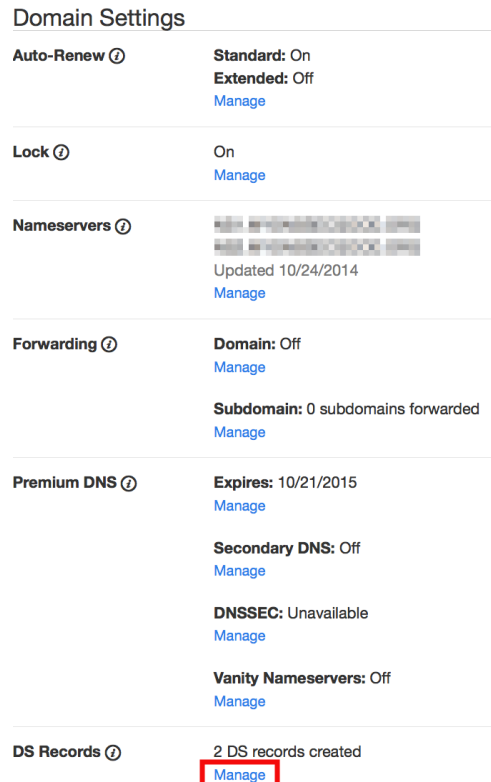 Domain Settings
Auto-Renew Standard: On
Extended: Off
Manage
Lock On
Manage
Nameservers
Updated 10/24/2014
Manage
Forwarding Domain: Off
Manage
Subdomain: 0 subdomains forwarded
Manage
Premium DNS Expires: 10/21/2015
Manage
Secondary DNS: Off
Manage
DNSSEC: Unavailable
Manage
Vanity Nameservers: Off
Manage
DS Records 2 DS records created
Manage